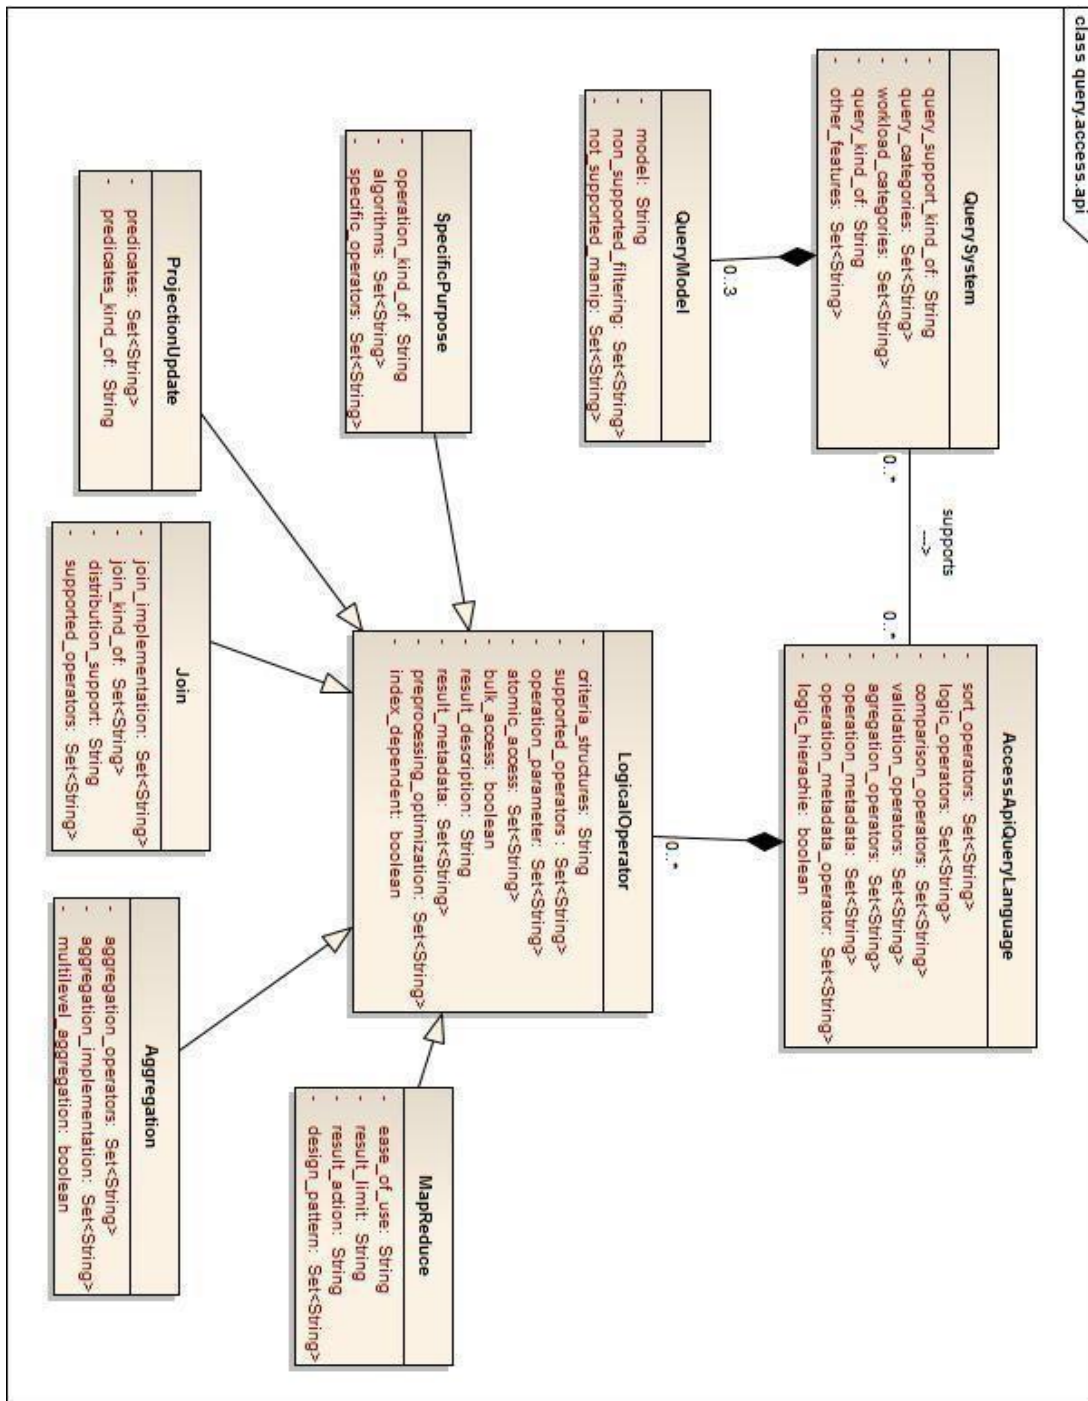 class query.access.api
QuerySystem
- query_support_kind_of: String
- query_categories: Set<String>
- workload_categories: Set<String>
- query_kind_of: String
- other_features: Set<String>
0..*
supports
--->
0..*
AccessApiQueryLanguage
- sort_operators: Set<String>
- logic_operators: Set<String>
- comparison_operators: Set<String>
- validation_operators: Set<String>
- agregation_operators: Set<String>
- operation_metadata: Set<String>
- operation_metadata_operator: Set<String>
- logic_hierachie: boolean
0..3
QueryModel
- model: String
- non_supported_filtering: Set<String>
- not_supported_manip: Set<String>
0..*
LogicalOperator
- criteria_structures: String
- supported_operators : Set<String>
- operation_parameter: Set<String>
- atomic_access: Set<String>
- bulk_access: boolean
- result_description: String
- result_metadata: Set<String>
- preprocessing_optimization: Set<String>
- index_dependent: boolean
SpecificPurpose
- operation_kind_of: String
- algorithms: Set<String>
- specific_operators: Set<String>
MapReduce
- ease_of_use: String
- result_limit: String
- result_action: String
- design_pattern: Set<String>
ProjectionUpdate
- predicates: Set<String>
- predicates_kind_of: String
Join
- join_implementation: Set<String>
- join_kind_of: Set<String>
- distribution_support: String
- supported_operators: Set<String>
Aggregation
- aggregation_operators: Set<String>
- aggregation_implementation: Set<String>
- multilevel_aggregation: boolean